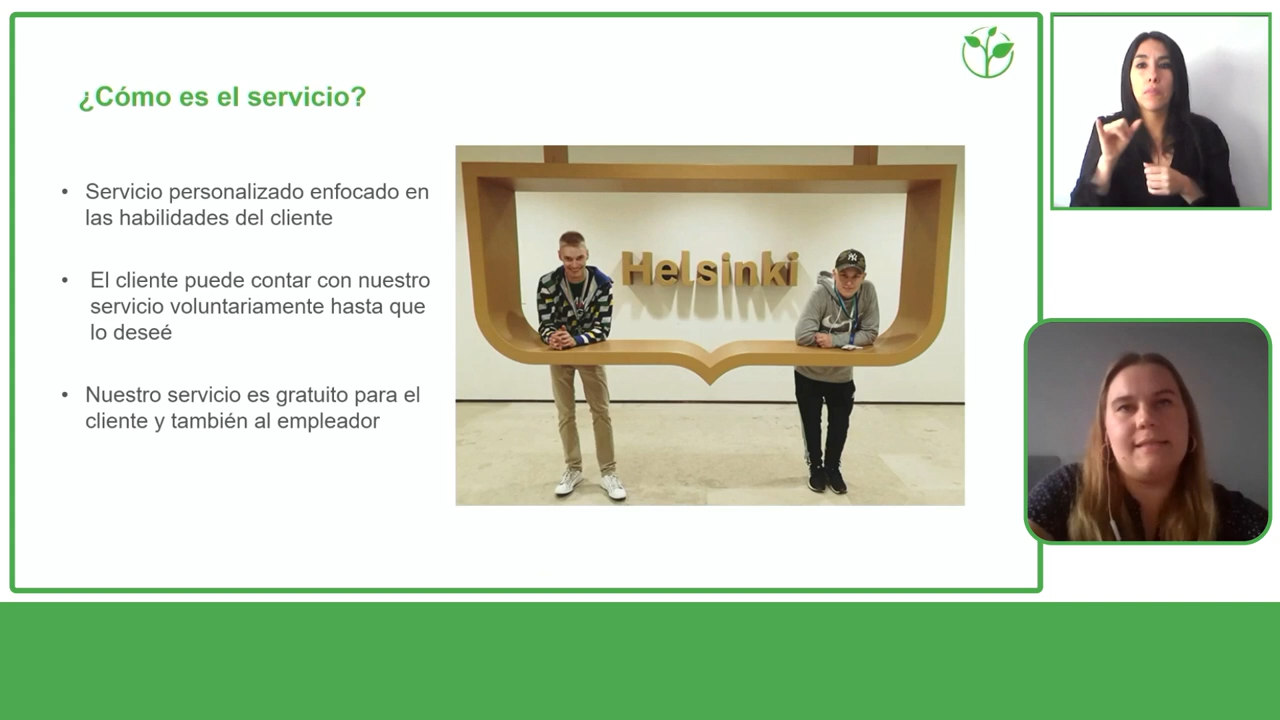 ¿Cómo es el servicio?
• Servicio personalizado enfocado en
las habilidades del cliente
• El cliente puede contar con nuestro
servicio voluntariamente hasta que
lo deseé
• Nuestro servicio es gratuito para el
cliente y también al empleador
Helsinki
NY